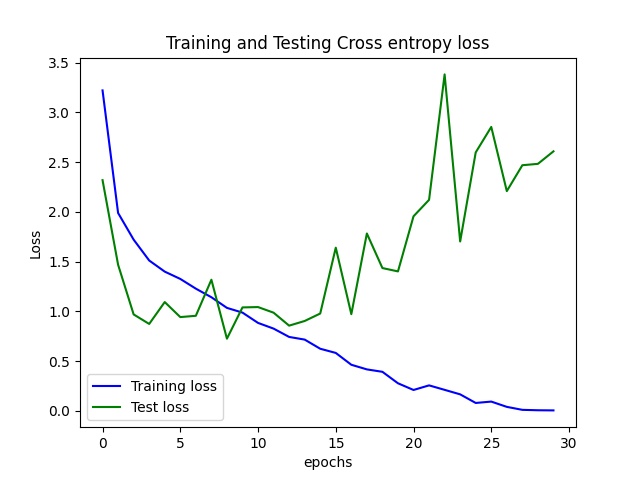 Training and Testing Cross entropy loss
3.5
3.0
2.5
2.0
1.5
1.0
0.5
0.0
Loss
Training loss
Test loss
0 5 10 15 20 25 30
epochs